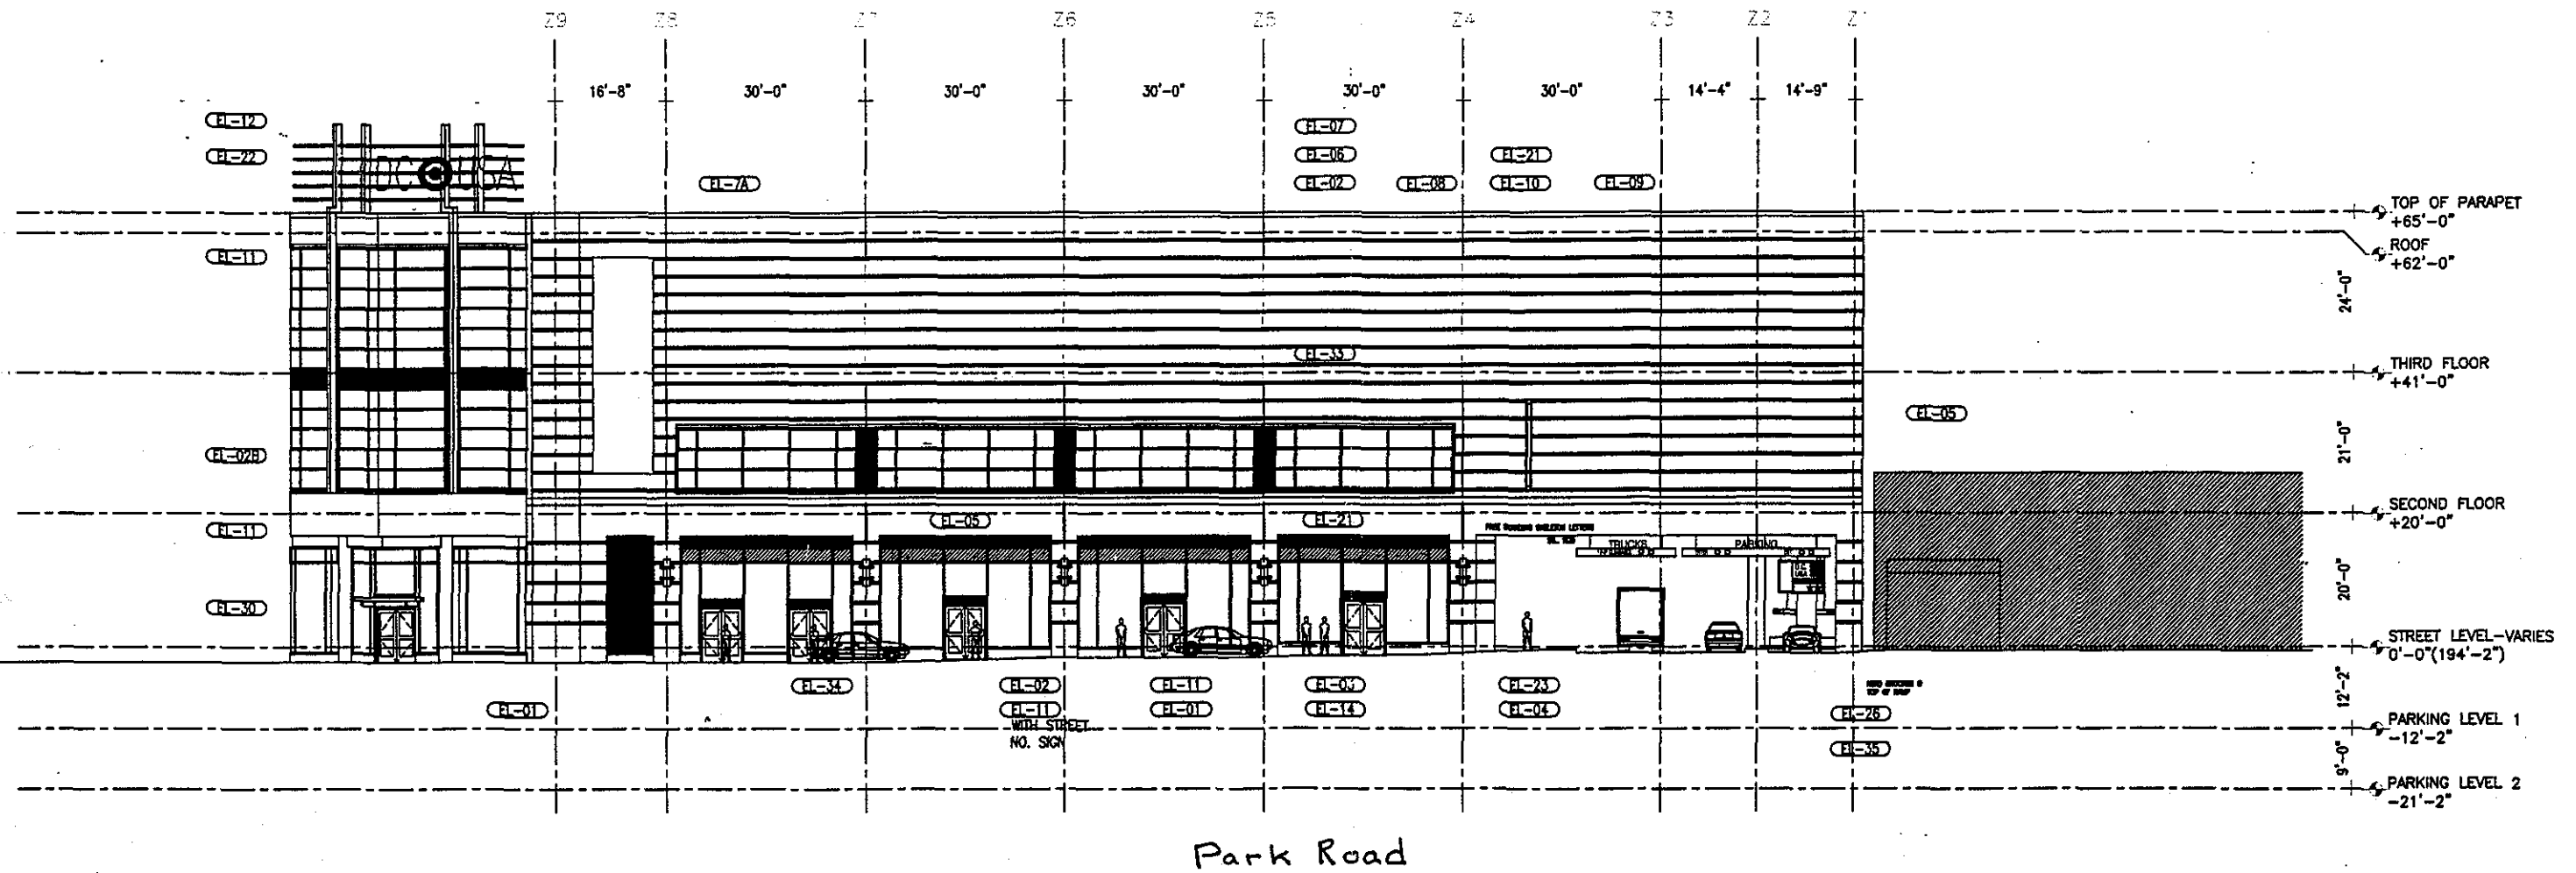 Z9 Z8 Z7 Z6 Z5 Z4 Z3 Z2 Z1
16'-8" 30'-0" 30'-0" 30'-0" 30'-0" 30'-0" 14'-4" 14'-9"
EL-12
EL-22
DC USA
EL-7A
EL-07
EL-06
EL-02
EL-08
EL-21
EL-10
EL-09
TOP OF PARAPET
+65'-0"
ROOF
+62'-0"
24'-0"
EL-11
EL-33
THIRD FLOOR
+41'-0"
EL-05
21'-0"
EL-02B
SECOND FLOOR
+20'-0"
EL-11
EL-05
EL-21
TRUCKS
PARKING
EL-30
20'-0"
STREET LEVEL-VARIES
0'-0"(194'-2")
EL-34
EL-02
EL-11
EL-03
EL-23
EL-01
EL-11
WITH STREET
NO. SIGN
EL-01
EL-14
EL-04
TOP OF RAMP
EL-26
EL-35
12'-2"
PARKING LEVEL 1
-12'-2"
9'-0"
PARKING LEVEL 2
-21'-2"
Park Road